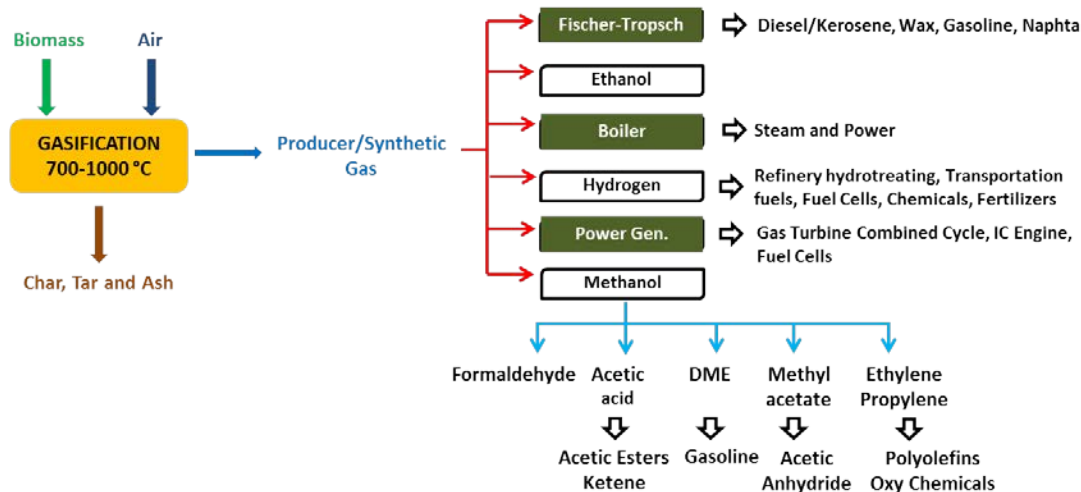 Biomass
Air
GASIFICATION
700-1000 °C
Char, Tar and Ash
Producer/Synthetic
Gas
Fischer-Tropsch
Diesel/Kerosene, Wax, Gasoline, Naphta
Ethanol
Boiler
Steam and Power
Hydrogen
Refinery hydrotreating, Transportation
fuels, Fuel Cells, Chemicals, Fertilizers
Power Gen.
Gas Turbine Combined Cycle, IC Engine,
Fuel Cells
Methanol
Formaldehyde
Acetic
acid
Acetic Esters
Ketene
DME
Gasoline
Methyl
acetate
Acetic
Anhydride
Ethylene
Propylene
Polyolefins
Oxy Chemicals